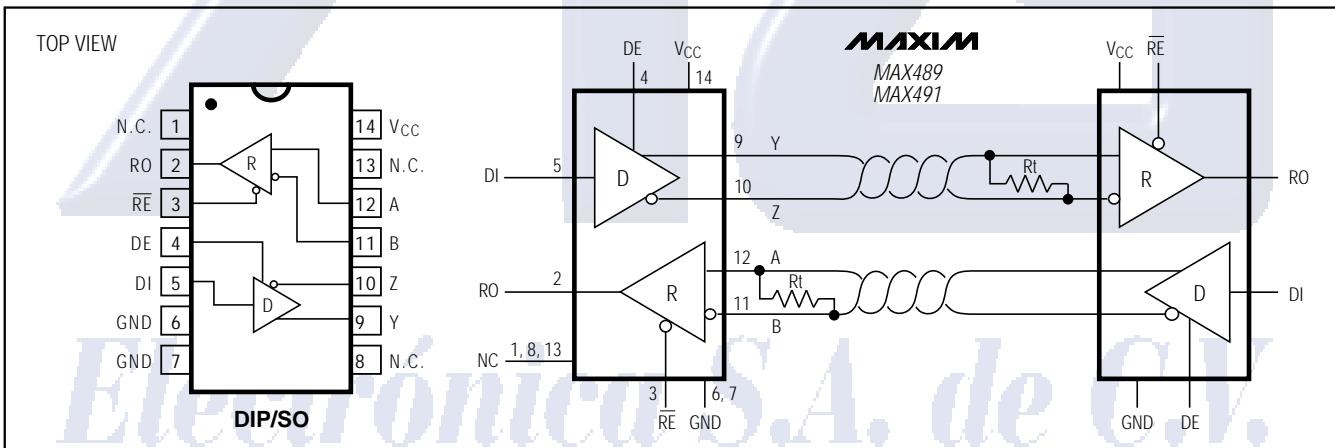 TOP VIEW
N.C. 1
RO 2
RE 3
DE 4
DI 5
GND 6
GND 7
14 VCC
13 N.C.
12 A
11 B
10 Z
9 Y
8 N.C.
R
D
DIP/SO
MAXIM
MAX489
MAX491
DE
4
VCC
14
DI
5
D
9 Y
10
Z
Rt
R
RO
VCC
RE
RO
2
R
12 A
11
B
Rt
D
DI
NC
1, 8, 13
3
RE
6, 7
GND
GND
DE
Electrónica S.A. de C.V.